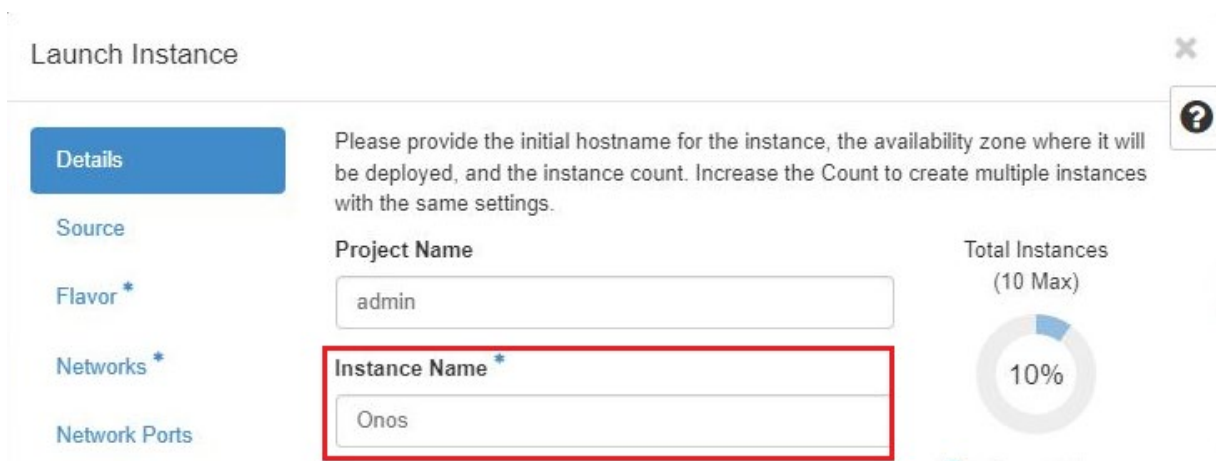 Launch Instance
Details
Source
Flavor *
Networks *
Network Ports
Please provide the initial hostname for the instance, the availability zone where it will
be deployed, and the instance count. Increase the Count to create multiple instances
with the same settings.
Project Name
admin
Instance Name *
Onos
Total Instances
(10 Max)
10%